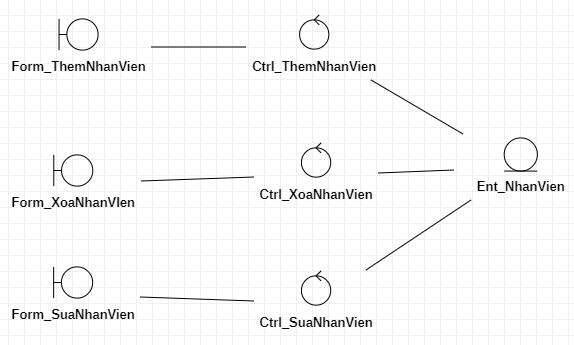 Form_ThemNhanVien
Ctrl_ThemNhanVien
Form_XoaNhanVIen
Ctrl_XoaNhanVien
Ent_NhanVien
Form_SuaNhanVien
Ctrl_SuaNhanVien